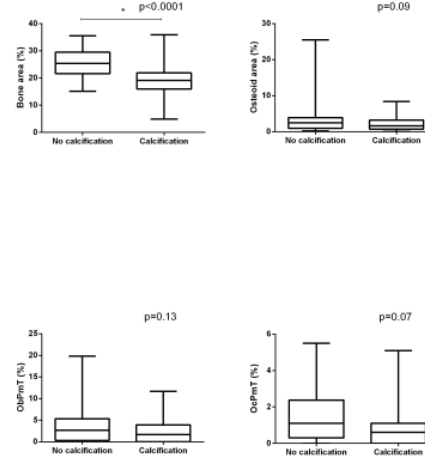 * p<0.0001
Bone area (%)
40
30
20
10
0
No calcification Calcification
p=0.09
Osteoid area (%)
30
20
10
0
No calcification Calcification
p=0.13
ObPmT (%)
25
20
15
10
5
0
No calcification Calcification
p=0.07
OcPmT (%)
6
4
2
0
No calcification Calcification